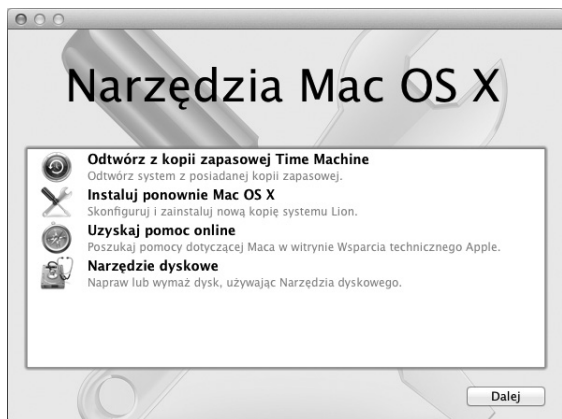 Narzędzia Mac OS X
Odtwórz z kopii zapasowej Time Machine
Odtwórz system z posiadanej kopii zapasowej.
Instaluj ponownie Mac OS X
Skonfiguruj i zainstaluj nową kopię systemu Lion.
Uzyskaj pomoc online
Poszukaj pomocy dotyczącej Maca w witrynie Wsparcia technicznego Apple.
Narzędzie dyskowe
Napraw lub wymaż dysk, używając Narzędzia dyskowego.
Dalej